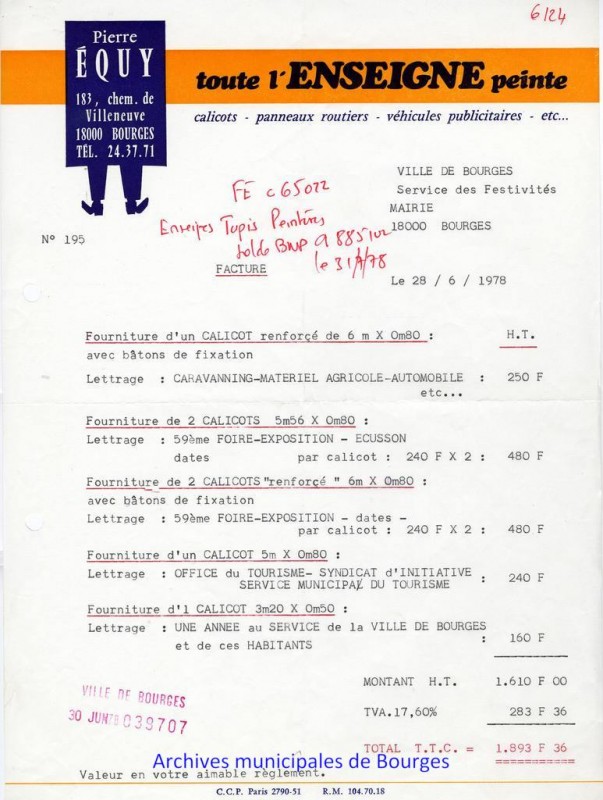 6/24
Pierre
ÉQUY
183, chem. de
Villeneuve
18000 BOURGES
TÉL. 24.37.71
toute l'ENSEIGNE peinte
calicots - panneaux routiers - véhicules publicitaires - etc...
VILLE DE BOURGES
Service des Festivités
MAIRIE
18000 BOURGES
FE c 65022
Enseignes Tapis Peintures
solde BNP
le 31/7/78
N° 195
FACTURE
Le 28 / 6 / 1978
Fourniture d'un CALICOT renforçé de 6 m X 0m80 : H.T.
avec bâtons de fixation
Lettrage : CARAVANNING-MATERIEL AGRICOLE-AUTOMOBILE : 250 F
etc...
Fourniture de 2 CALICOTS 5m56 X 0m80 :
Lettrage : 59ème FOIRE-EXPOSITION - ECUSSON
dates par calicot : 240 F X 2 : 480 F
Fourniture de 2 CALICOTS"renforçé " 6m X 0m80 :
avec bâtons de fixation
Lettrage : 59ème FOIRE-EXPOSITION - dates -
par calicot : 240 F X 2 : 480 F
Fourniture d'un CALICOT 5m X 0m80 :
Lettrage : OFFICE du TOURISME- SYNDICAT d'INITIATIVE
SERVICE MUNICIPAL DU TOURISME : 240 F
Fourniture d'1 CALICOT 3m20 X 0m50 :
Lettrage : UNE ANNEE au SERVICE de la VILLE DE BOURGES
et de ces HABITANTS : 160 F
MONTANT H.T. 1.610 F 00
VILLE DE BOURGES
30 JUN 78 039707
TVA.17,60% 283 F 36
TOTAL T.T.C. = 1.893 F 36
Archives municipales de Bourges
Valeur en votre aimable règlement.
C.C.P. Paris 2790-51 R.M. 104.70.18